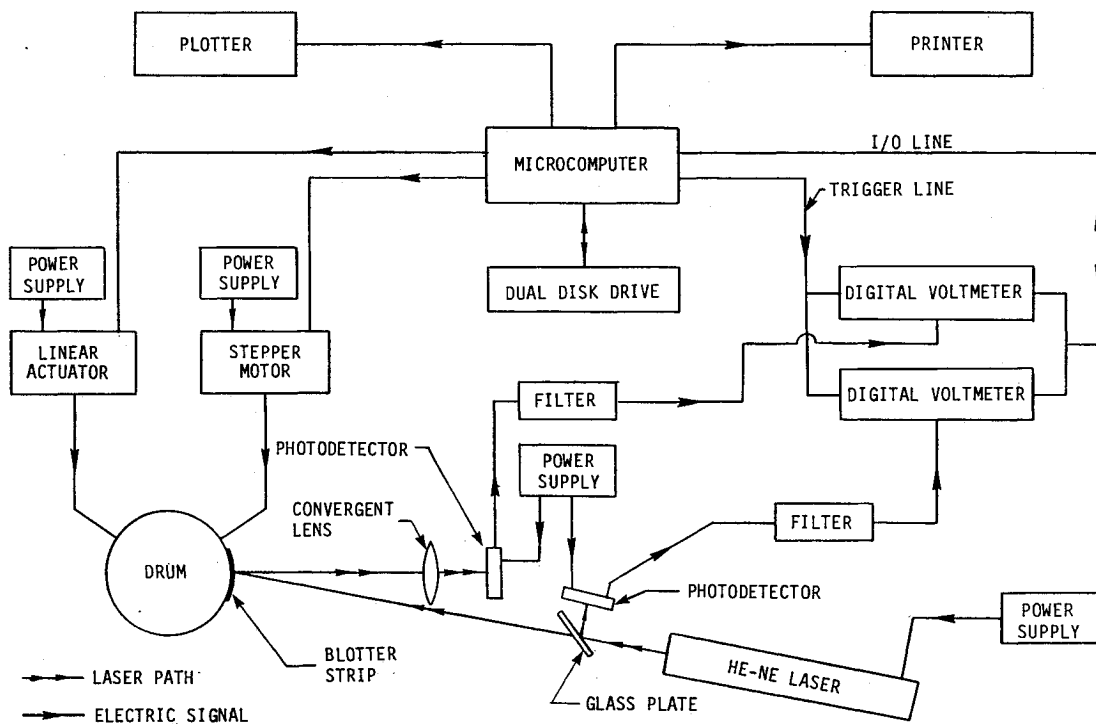 PLOTTER
PRINTER
MICROCOMPUTER
I/O LINE
TRIGGER LINE
POWER
SUPPLY
POWER
SUPPLY
DUAL DISK DRIVE
DIGITAL VOLTMETER
LINEAR
ACTUATOR
STEPPER
MOTOR
DIGITAL VOLTMETER
FILTER
PHOTODETECTOR
POWER
SUPPLY
CONVERGENT
LENS
FILTER
DRUM
PHOTODETECTOR
POWER
SUPPLY
BLOTTER
STRIP
HE-NE LASER
GLASS PLATE
LASER PATH
ELECTRIC SIGNAL